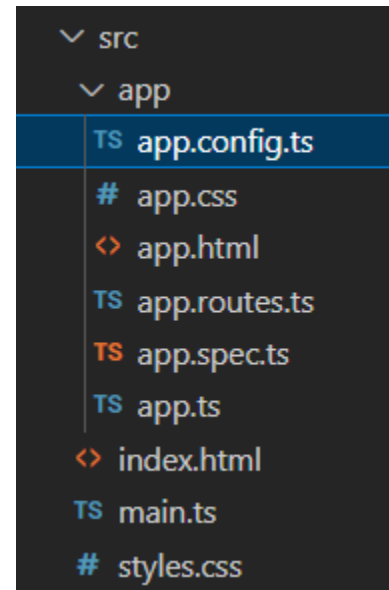 src
app
TS app.config.ts
# app.css
<> app.html
TS app.routes.ts
TS app.spec.ts
TS app.ts
<> index.html
TS main.ts
# styles.css